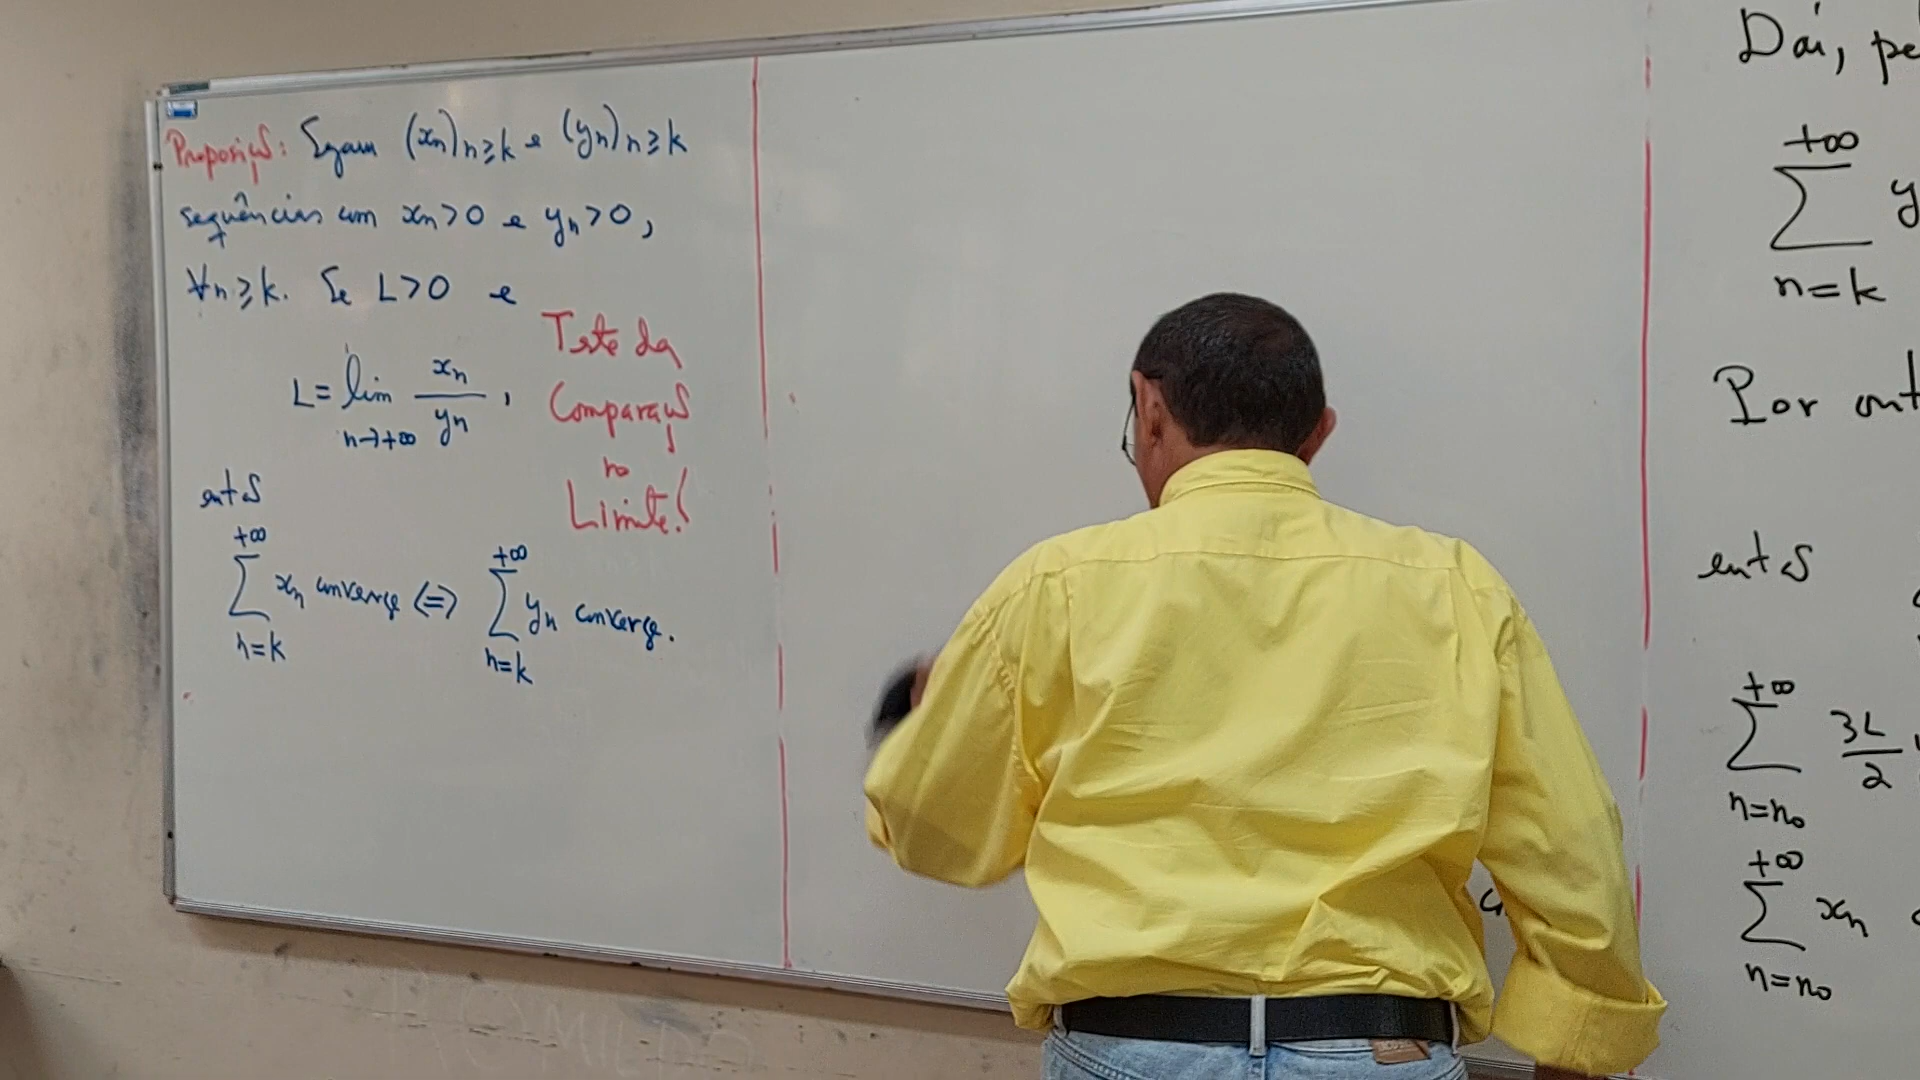 Proposição: Sejam (xₙ)ₙ≥k e (yₙ)ₙ≥k
sequências com xₙ>0 e yₙ>0,
∀n≥k. Se L>0 e
L = lim n→+∞ xₙ/yₙ,
Teste da
Comparação
no
Limite!
então
+∞ ∑ n=k xₙ converge ⇔ +∞ ∑ n=k yₙ converge.
Daí, pe
+∞ ∑ n=k y
Por out
então
+∞ ∑ n=n₀ 3L/2
+∞ ∑ n=n₀ xₙ